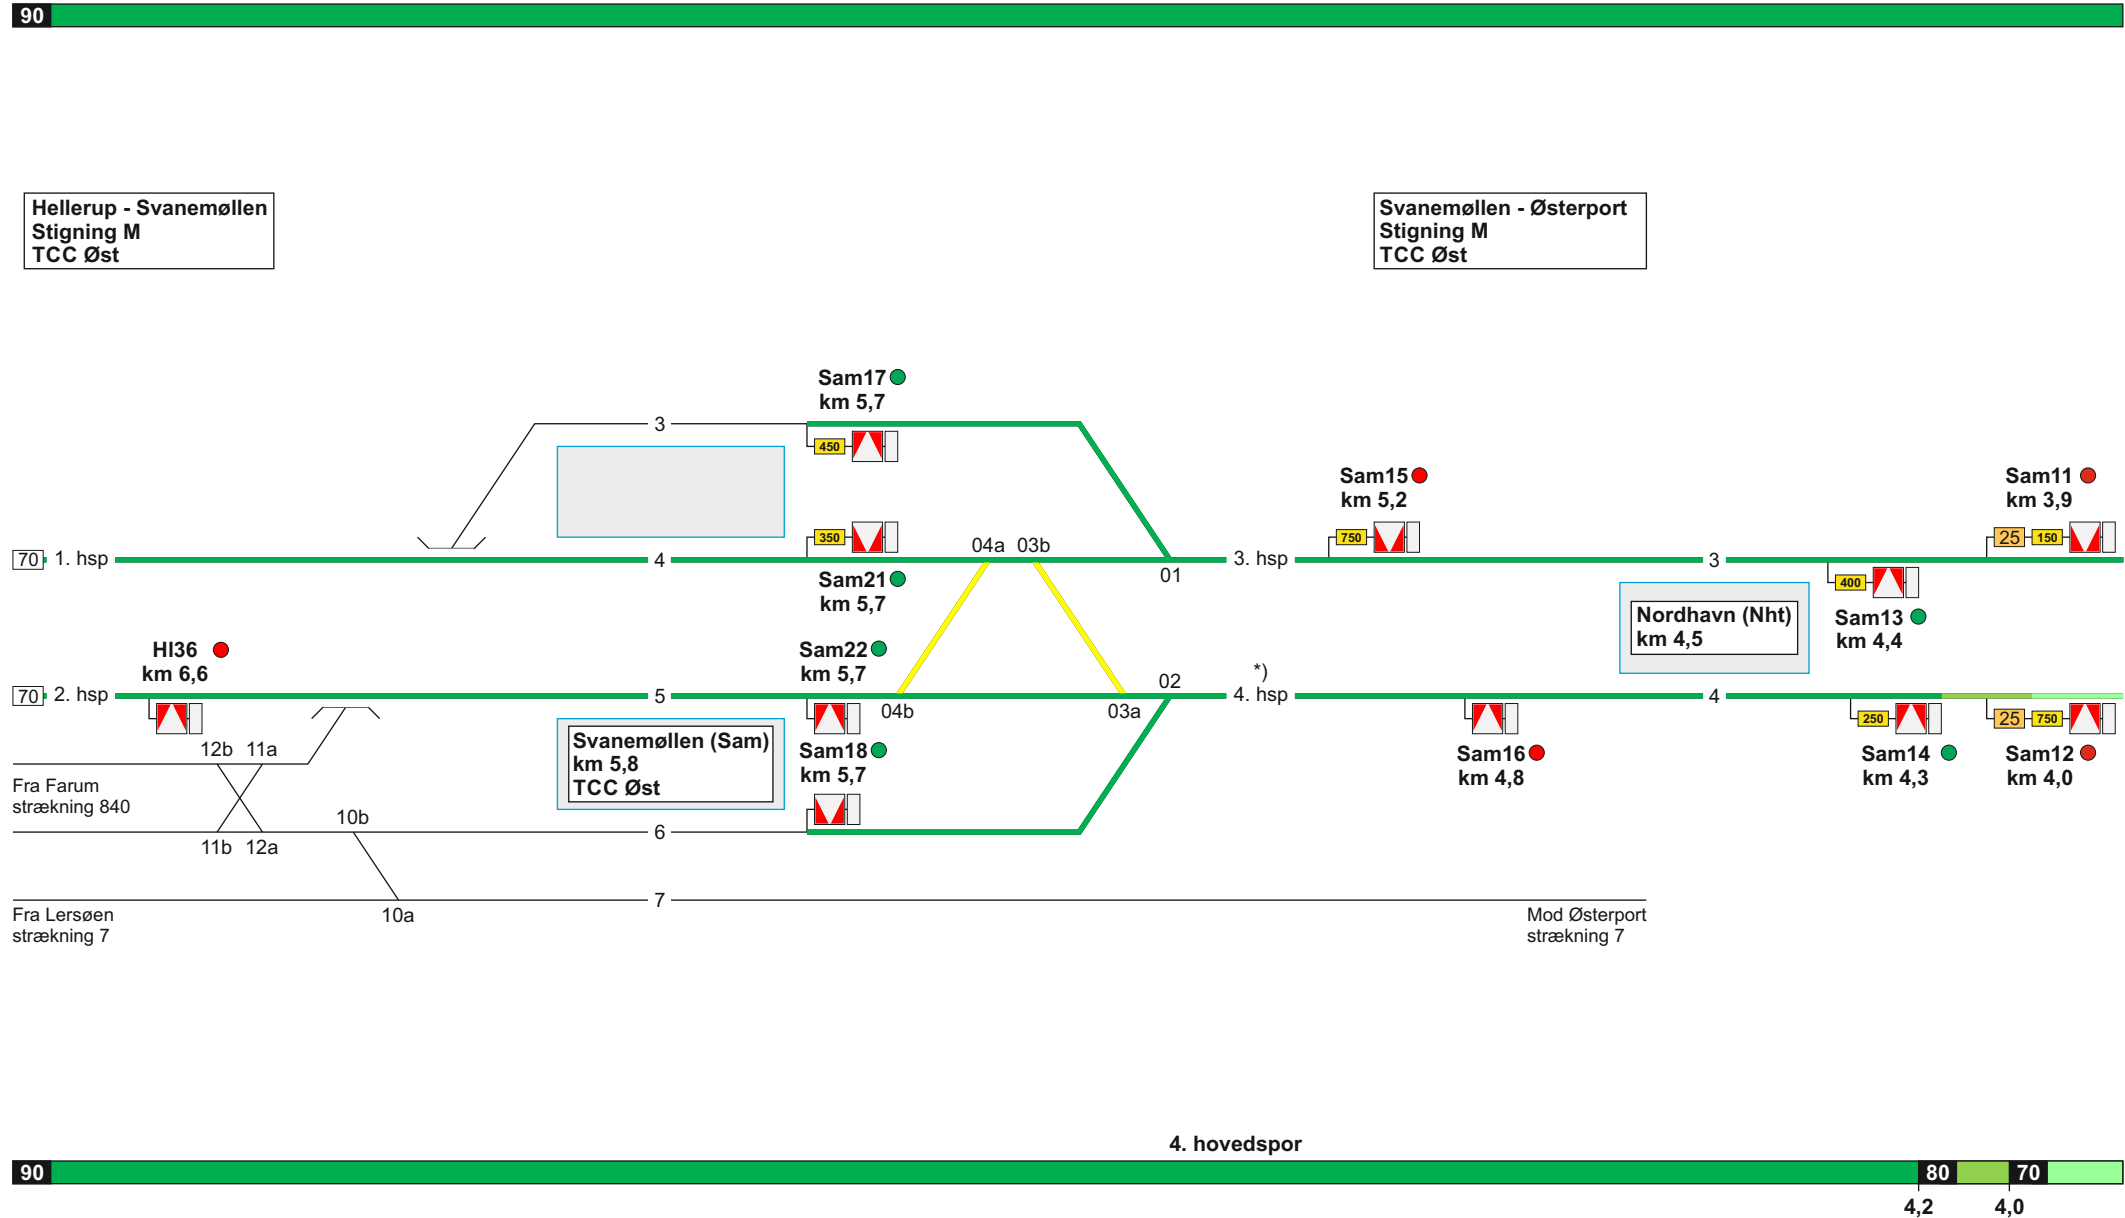 90
Hellerup - Svanemøllen
Stigning M
TCC Øst
Svanemøllen - Østerport
Stigning M
TCC Øst
Sam17
km 5,7
3
450
Sam15
km 5,2
Sam11
km 3,9
350
04a 03b
750
25 150
70 1. hsp
4
3. hsp
3
01
Sam21
km 5,7
400
Nordhavn (Nht)
km 4,5
Sam13
km 4,4
HI36
km 6,6
Sam22
km 5,7
*)
02
70 2. hsp
5
4. hsp
4
04b
03a
250
25 750
12b 11a
Svanemøllen (Sam)
km 5,8
TCC Øst
Sam18
km 5,7
Sam16
km 4,8
Sam14
km 4,3
Sam12
km 4,0
Fra Farum
strækning 840
10b
6
11b 12a
7
Fra Lersøen
strækning 7
10a
Mod Østerport
strækning 7
4. hovedspor
90
80
70
4,2
4,0